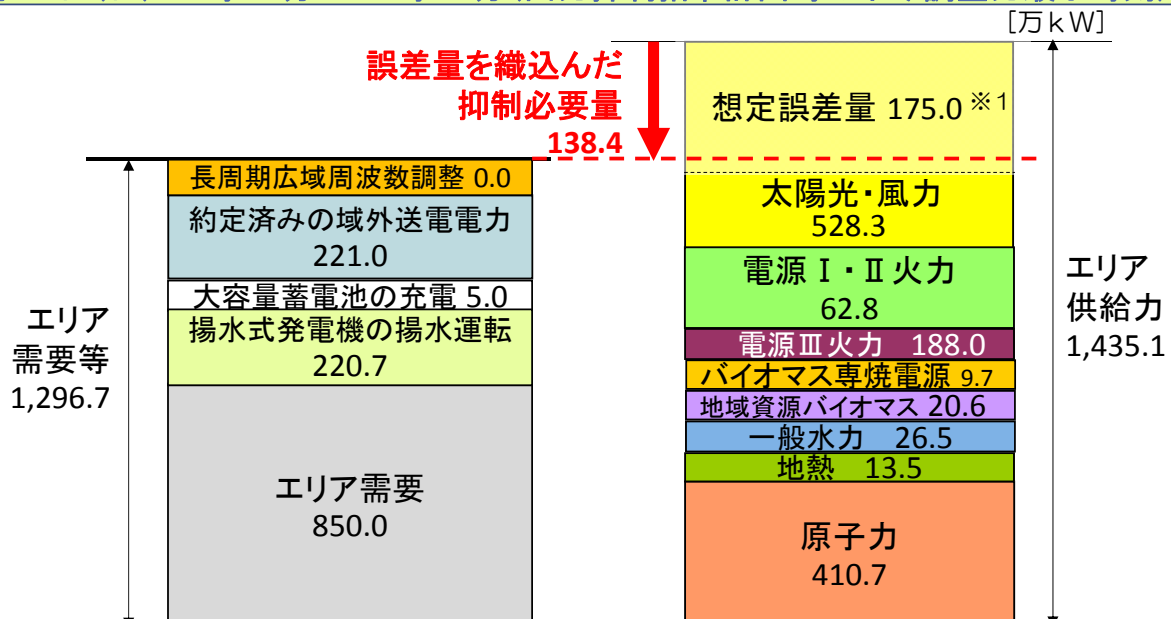 [万kW]
誤差量を織込んだ
抑制必要量
138.4
想定誤差量 175.0 ※1
長周期広域周波数調整 0.0
約定済みの域外送電電力
221.0
大容量蓄電池の充電 5.0
揚水式発電機の揚水運転
220.7
エリア需要
850.0
エリア
需要等
1,296.7
太陽光・風力
528.3
電源Ⅰ・Ⅱ火力
62.8
電源Ⅲ火力 188.0
バイオマス専焼電源 9.7
地域資源バイオマス 20.6
一般水力 26.5
地熱 13.5
原子力
410.7
エリア
供給力
1,435.1